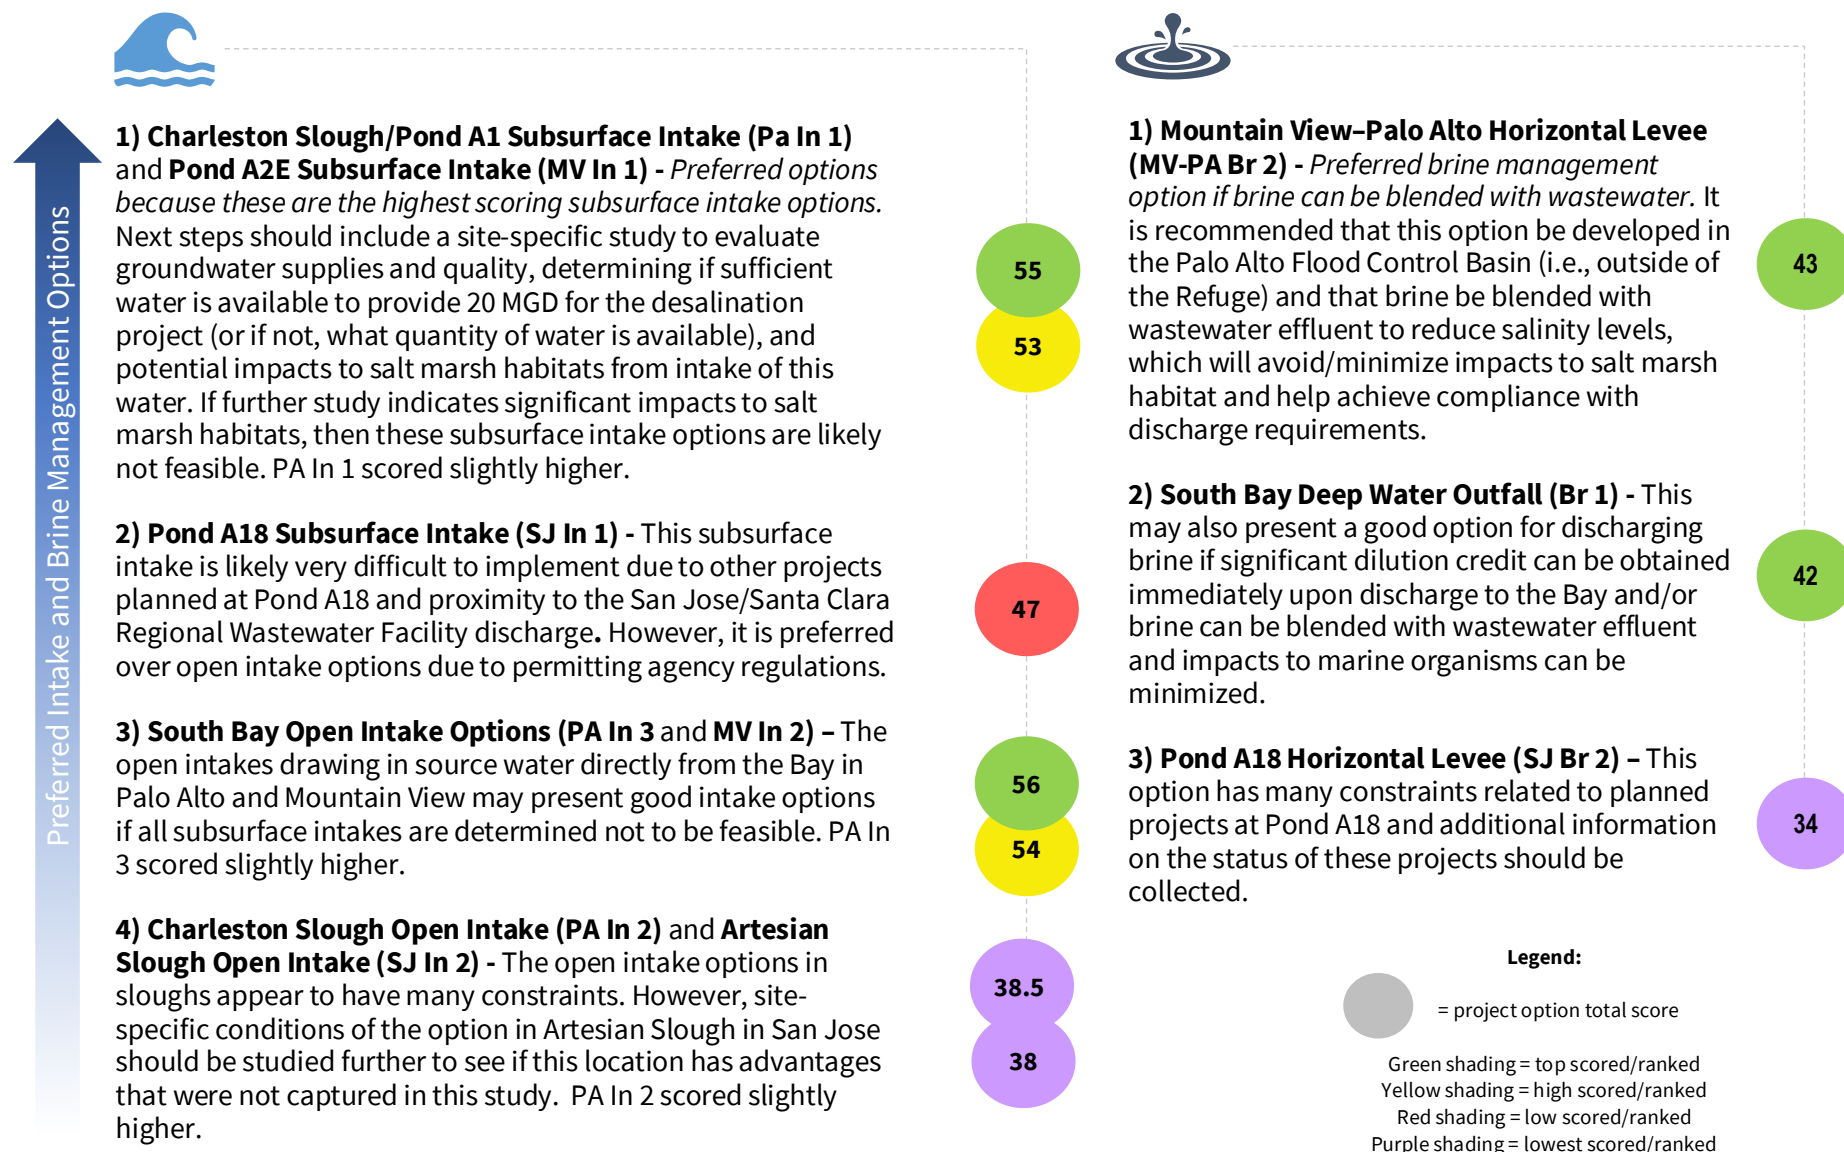 Preferred Intake and Brine Management Options
1) Charleston Slough/Pond A1 Subsurface Intake (Pa In 1)
and Pond A2E Subsurface Intake (MV In 1) - Preferred options
because these are the highest scoring subsurface intake options.
Next steps should include a site-specific study to evaluate
groundwater supplies and quality, determining if sufficient
water is available to provide 20 MGD for the desalination
project (or if not, what quantity of water is available), and
potential impacts to salt marsh habitats from intake of this
water. If further study indicates significant impacts to salt
marsh habitats, then these subsurface intake options are likely
not feasible. PA In 1 scored slightly higher.
55
53
2) Pond A18 Subsurface Intake (SJ In 1) - This subsurface
intake is likely very difficult to implement due to other projects
planned at Pond A18 and proximity to the San Jose/Santa Clara
Regional Wastewater Facility discharge. However, it is preferred
over open intake options due to permitting agency regulations.
47
3) South Bay Open Intake Options (PA In 3 and MV In 2) – The
open intakes drawing in source water directly from the Bay in
Palo Alto and Mountain View may present good intake options
if all subsurface intakes are determined not to be feasible. PA In
3 scored slightly higher.
56
54
4) Charleston Slough Open Intake (PA In 2) and Artesian
Slough Open Intake (SJ In 2) - The open intake options in
sloughs appear to have many constraints. However, site-
specific conditions of the option in Artesian Slough in San Jose
should be studied further to see if this location has advantages
that were not captured in this study.  PA In 2 scored slightly
higher.
38.5
38
1) Mountain View–Palo Alto Horizontal Levee
(MV-PA Br 2) - Preferred brine management
option if brine can be blended with wastewater. It
is recommended that this option be developed in
the Palo Alto Flood Control Basin (i.e., outside of
the Refuge) and that brine be blended with
wastewater effluent to reduce salinity levels,
which will avoid/minimize impacts to salt marsh
habitat and help achieve compliance with
discharge requirements.
43
2) South Bay Deep Water Outfall (Br 1) - This
may also present a good option for discharging
brine if significant dilution credit can be obtained
immediately upon discharge to the Bay and/or
brine can be blended with wastewater effluent
and impacts to marine organisms can be
minimized.
42
3) Pond A18 Horizontal Levee (SJ Br 2) – This
option has many constraints related to planned
projects at Pond A18 and additional information
on the status of these projects should be
collected.
34
Legend:
= project option total score
Green shading = top scored/ranked
Yellow shading = high scored/ranked
Red shading = low scored/ranked
Purple shading = lowest scored/ranked